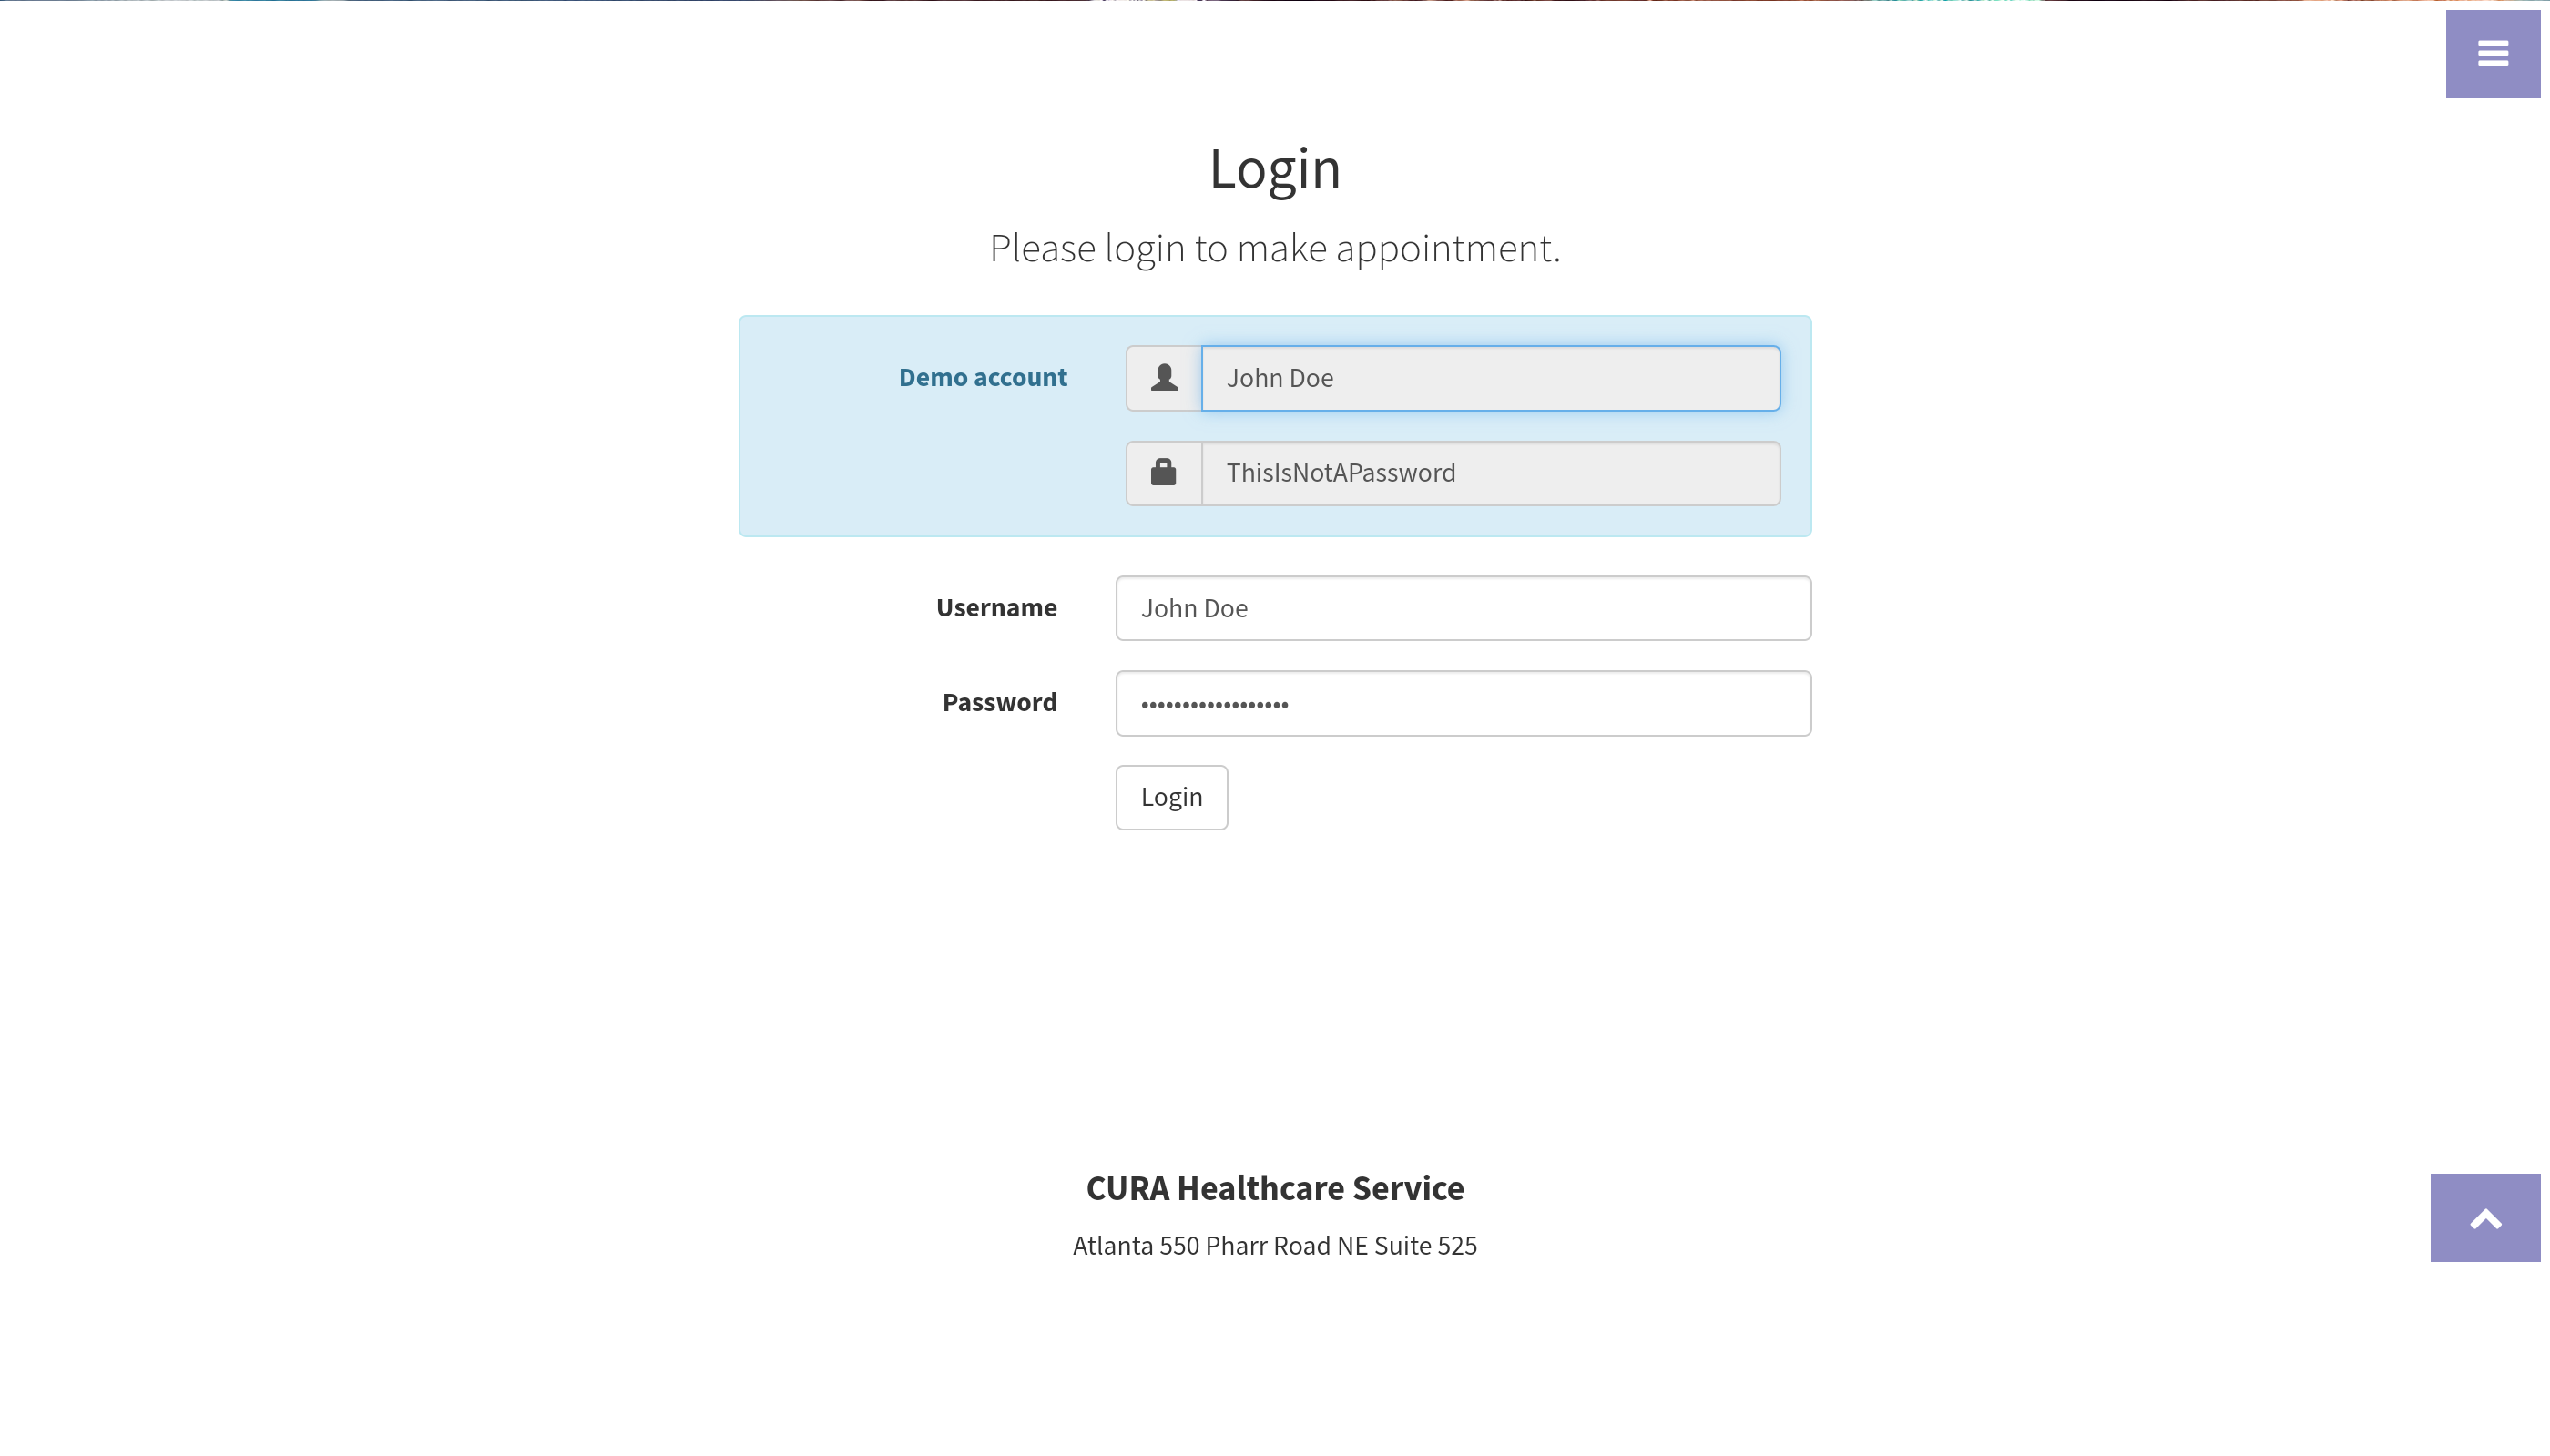 Login
Please login to make appointment.
Demo account
John Doe
ThisIsNotAPassword
Username
John Doe
Password
••••••••••••••••••
Login
CURA Healthcare Service
Atlanta 550 Pharr Road NE Suite 525